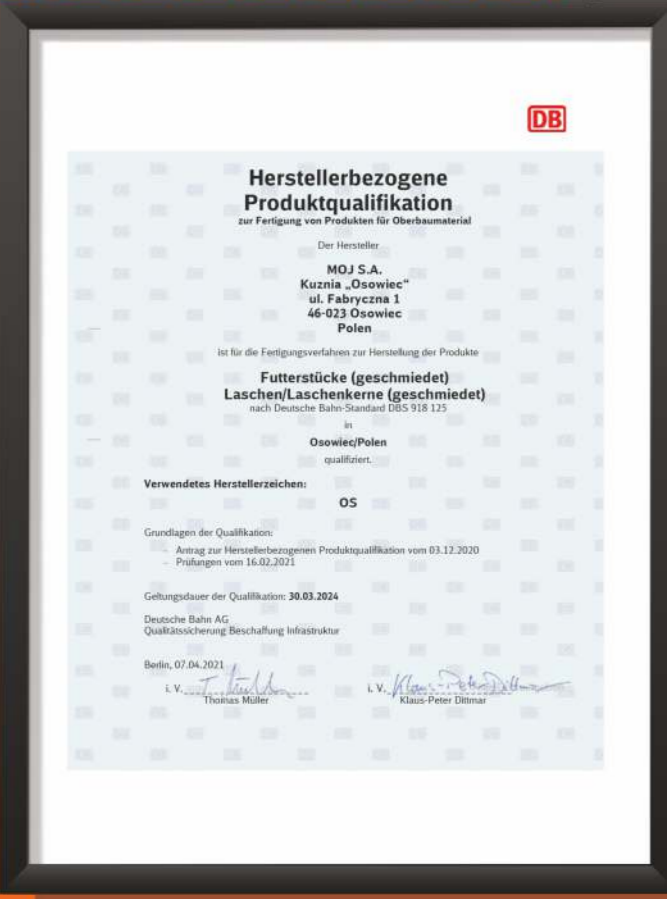 DB
Herstellerbezogene
Produktqualifikation
zur Fertigung von Produkten für Oberbaumaterial
Der Hersteller
MOJ S.A.
Kuznia „Osowiec"
ul. Fabryczna 1
46-023 Osowiec
Polen
ist für die Fertigungsverfahren zur Herstellung der Produkte
Futterstücke (geschmiedet)
Laschen/Laschenkerne (geschmiedet)
nach Deutsche Bahn-Standard DBS 918 125
in
Osowiec/Polen
qualifiziert.
Verwendetes Herstellerzeichen:
OS
Grundlagen der Qualifikation:
– Antrag zur Herstellerbezogenen Produktqualifikation vom 03.12.2020
– Prüfungen vom 16.02.2021
Geltungsdauer der Qualifikation: 30.03.2024
Deutsche Bahn AG
Qualitätssicherung Beschaffung Infrastruktur
Berlin, 07.04.2021
i. V. i. V. Klaus-Peter Dittmar
Thomas Müller Klaus-Peter Dittmar